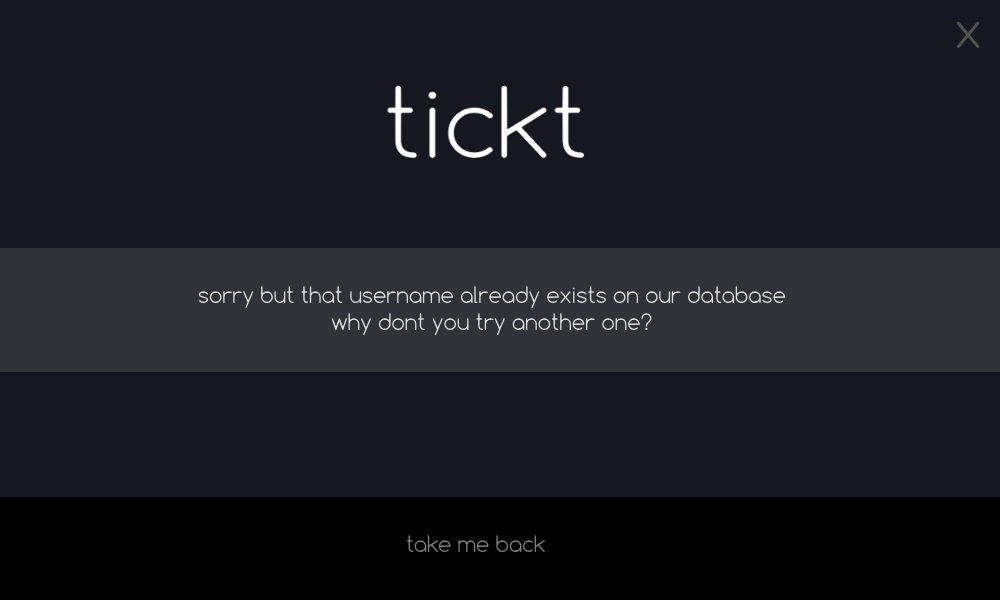 X
tickt
sorry but that username already exists on our database
why dont you try another one?
take me back